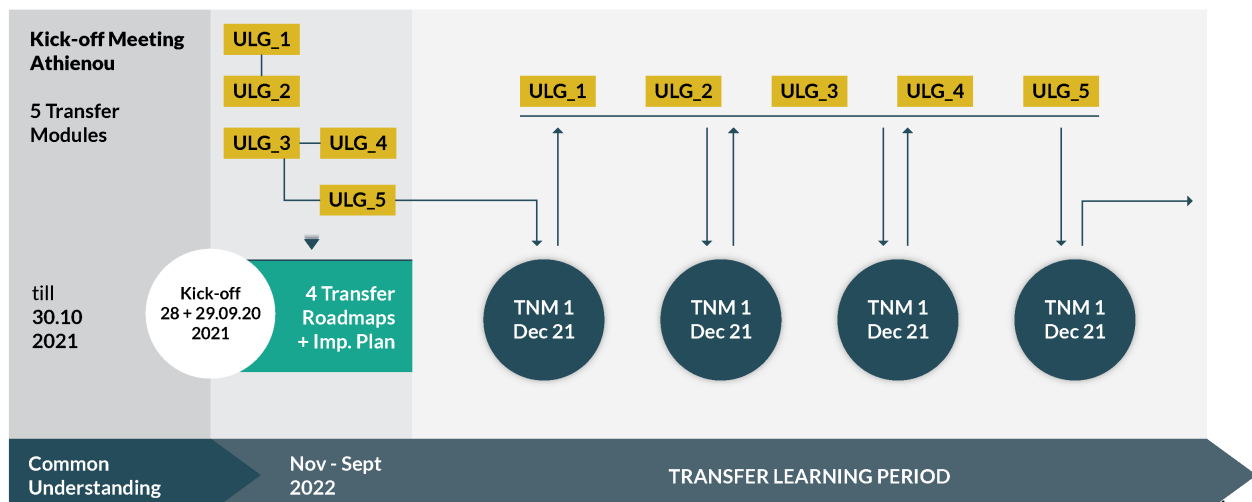 Kick-off Meeting
Athienou
5 Transfer
Modules
till
30.10
2021
ULG_1
ULG_2
ULG_3
ULG_4
ULG_5
Kick-off
28 + 29.09.20
2021
4 Transfer
Roadmaps
+ Imp. Plan
ULG_1
ULG_2
ULG_3
ULG_4
ULG_5
TNM 1
Dec 21
TNM 1
Dec 21
TNM 1
Dec 21
TNM 1
Dec 21
Common
Understanding
Nov - Sept
2022
TRANSFER LEARNING PERIOD